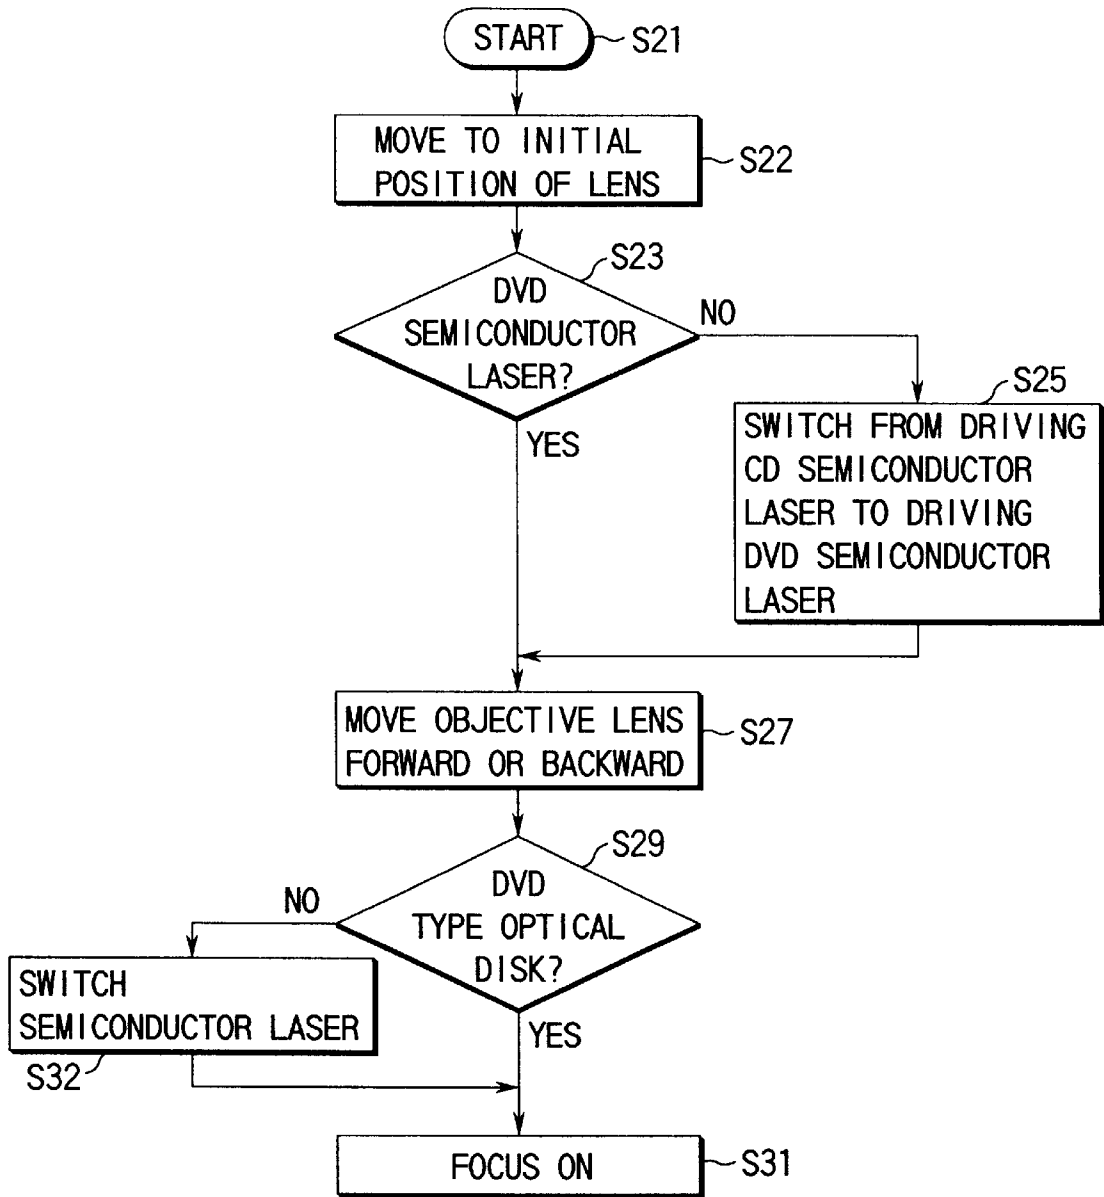 START
S21
MOVE TO INITIAL
POSITION OF LENS
S22
S23
DVD
SEMICONDUCTOR
LASER?
NO
YES
S25
SWITCH FROM DRIVING
CD SEMICONDUCTOR
LASER TO DRIVING
DVD SEMICONDUCTOR
LASER
MOVE OBJECTIVE LENS
FORWARD OR BACKWARD
S27
S29
DVD
TYPE OPTICAL
DISK?
NO
YES
SWITCH
SEMICONDUCTOR LASER
S32
FOCUS ON
S31